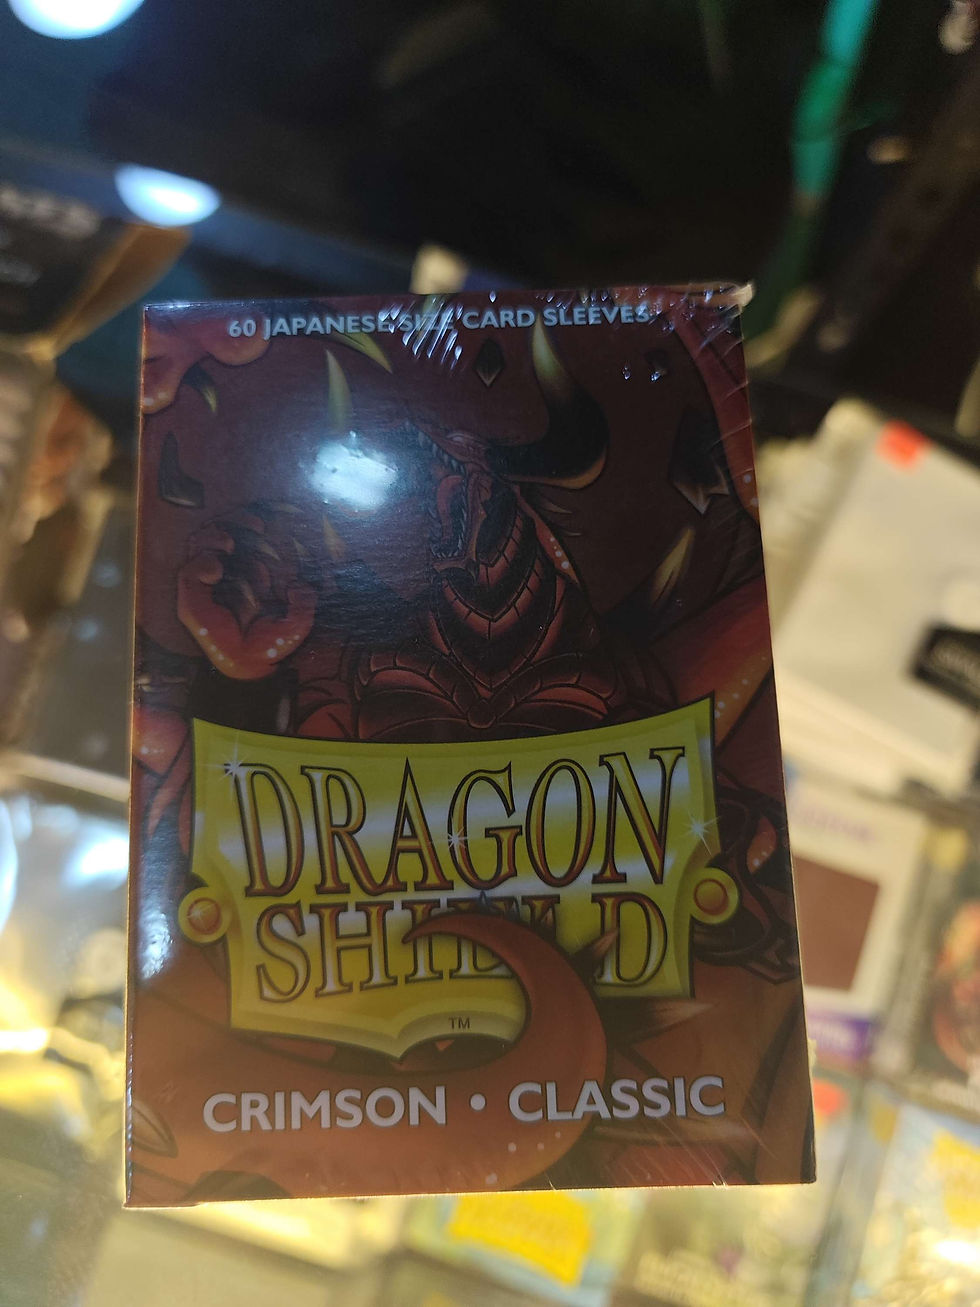 60 JAPANESE SIZE CARD SLEEVES
DRAGON
SHIELD
TM
CRIMSON • CLASSIC